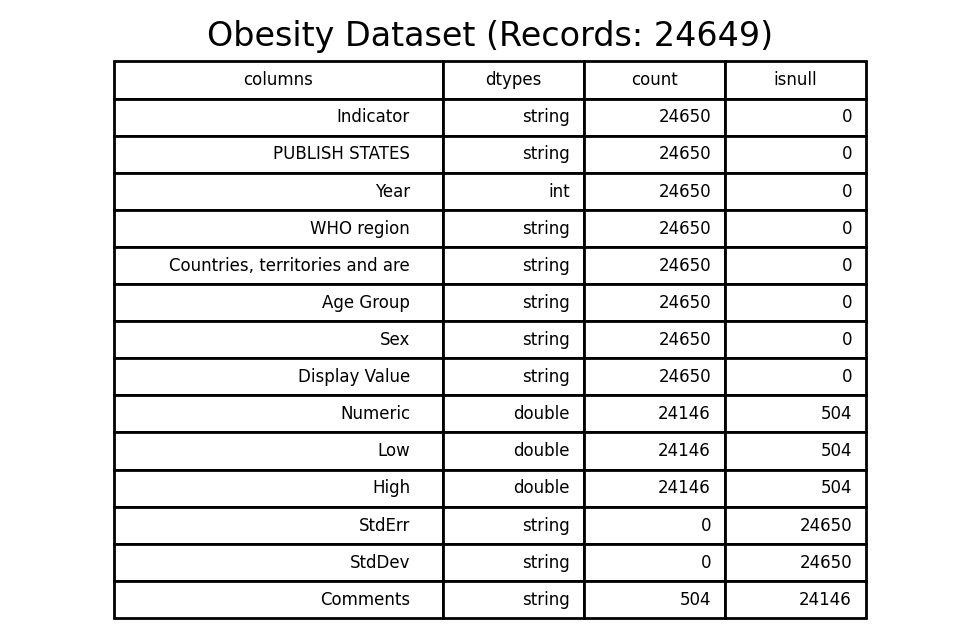 Obesity Dataset (Records: 24649)
columns dtypes count isnull
Indicator string 24650 0
PUBLISH STATES string 24650 0
Year int 24650 0
WHO region string 24650 0
Countries, territories and are string 24650 0
Age Group string 24650 0
Sex string 24650 0
Display Value string 24650 0
Numeric double 24146 504
Low double 24146 504
High double 24146 504
StdErr string 0 24650
StdDev string 0 24650
Comments string 504 24146